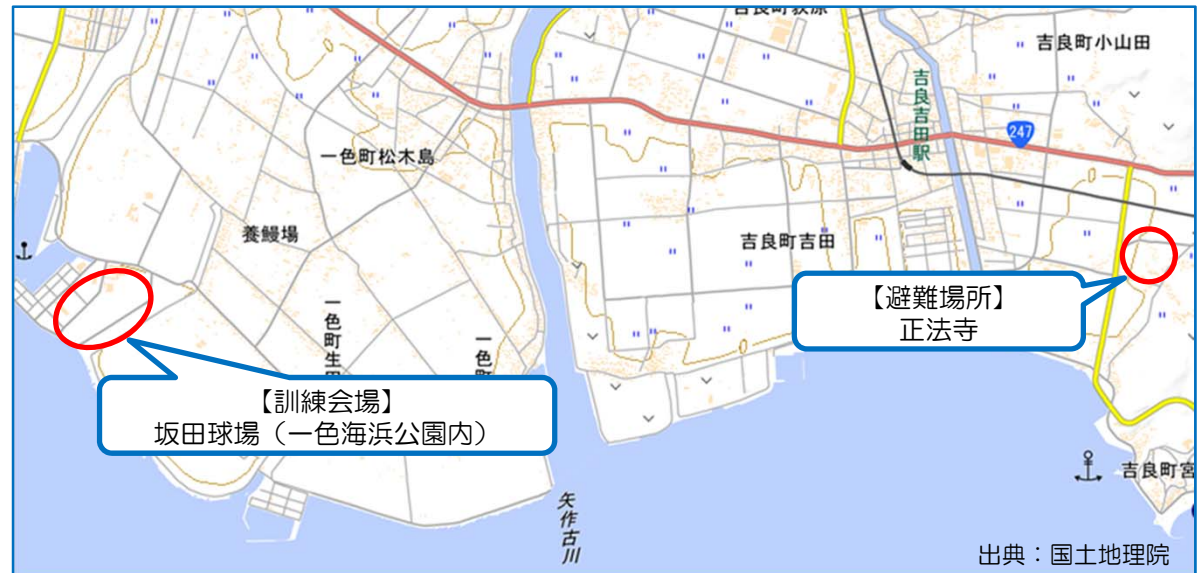 吉良町荻原
吉良町小山田
吉良吉田駅
247
一色町松木島
養鰻場
吉良町吉田
【避難場所】
正法寺
一色町生田
一色町
【訓練会場】
坂田球場（一色海浜公園内）
吉良町宮
矢作古川
出典：国土地理院